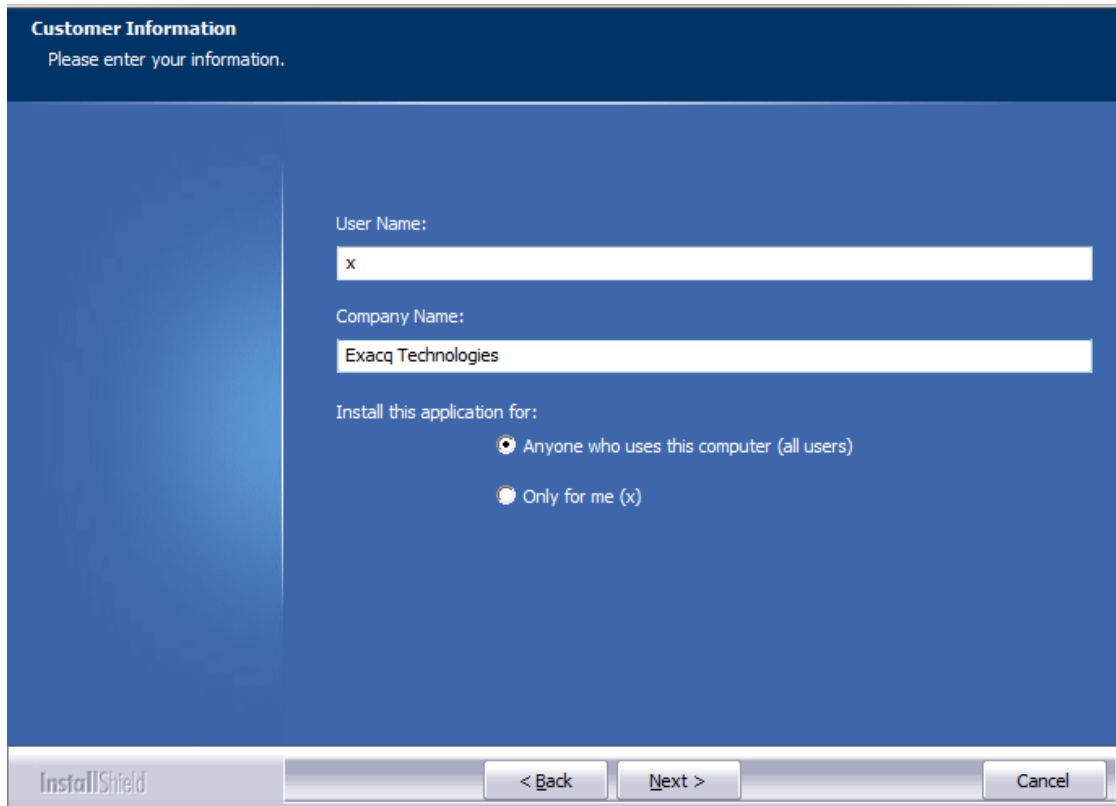 Customer Information
Please enter your information.
User Name:
x
Company Name:
Exacq Technologies
Install this application for:
Anyone who uses this computer (all users)
Only for me (x)
InstallShield
< Back
Next >
Cancel